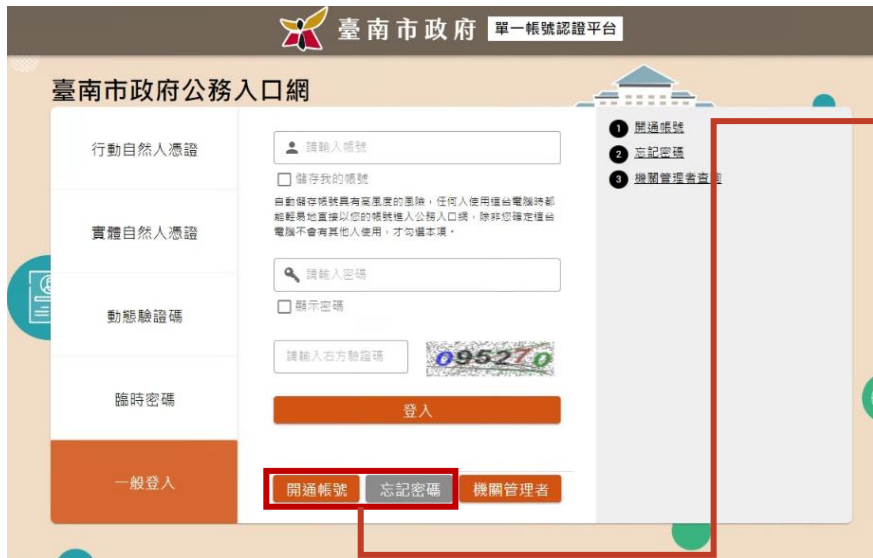 臺南市政府 單一帳號認證平台
臺南市政府公務入口網
行動自然人憑證
實體自然人憑證
動態驗證碼
臨時密碼
一般登入
請輸入帳號
儲存我的帳號
自動儲存帳號具有高風度的風險，任何人使用這台電腦時都
能輕易地直接以您的帳號進入公務入口網，除非您確定這台
電腦不會有其他人使用，才勾選本項。
請輸入密碼
顯示密碼
請輸入右方驗證碼
095270
登入
開通帳號 忘記密碼 機關管理者
1 開通帳號
2 忘記密碼
3 機關管理者查詢